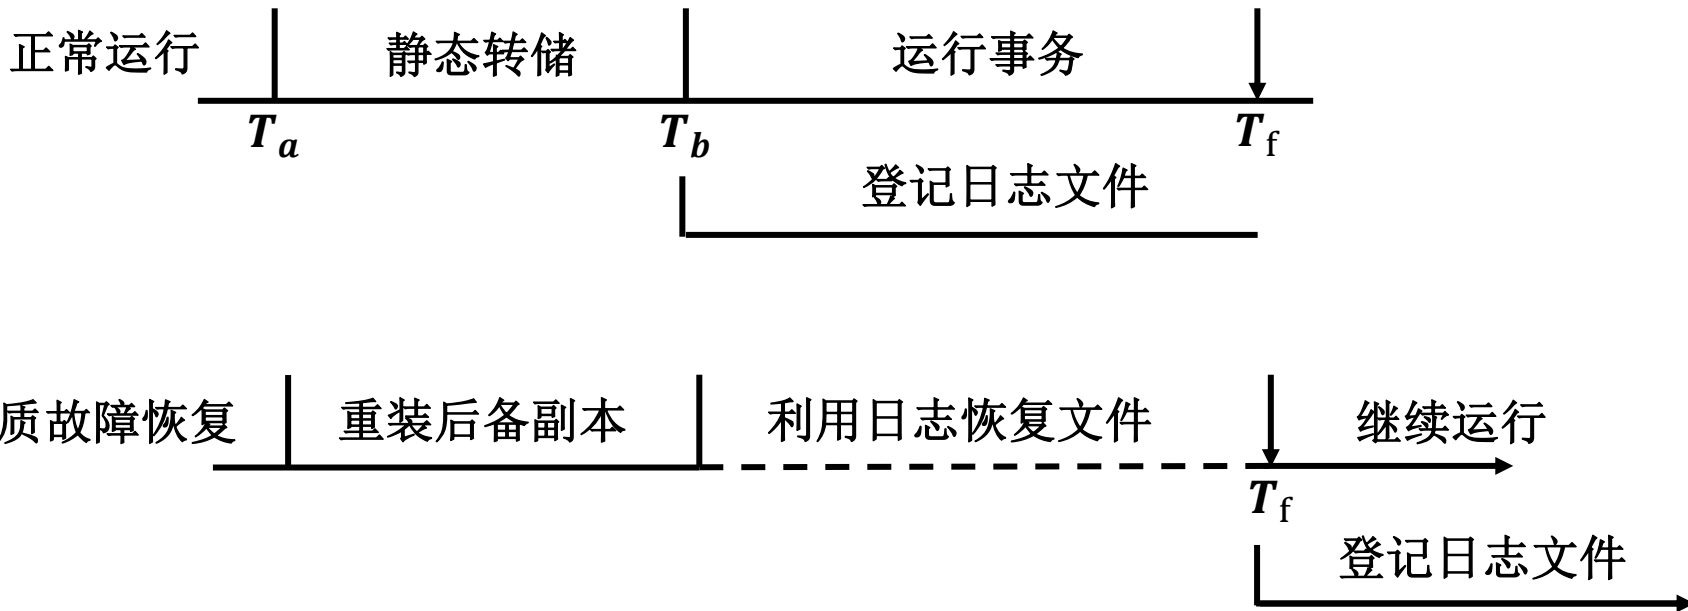 正常运行 静态转储 运行事务
Ta Tb Tf
登记日志文件
质故障恢复 重装后备副本 利用日志恢复文件 继续运行
Tf
登记日志文件